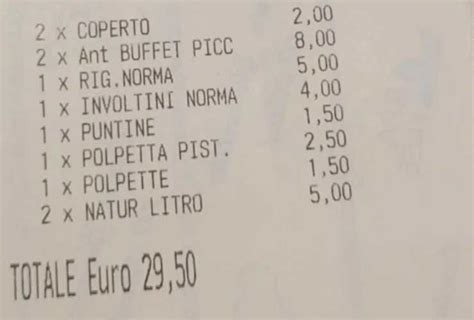 2 x COPERTO 2,00
2 x Ant BUFFET PICC 8,00
1 x RIG.NORMA 5,00
1 x INVOLTINI NORMA 4,00
1 x PUNTINE 1,50
1 x POLPETTA PIST. 2,50
1 x POLPETTE 1,50
2 x NATUR LITRO 5,00
TOTALE Euro 29,50